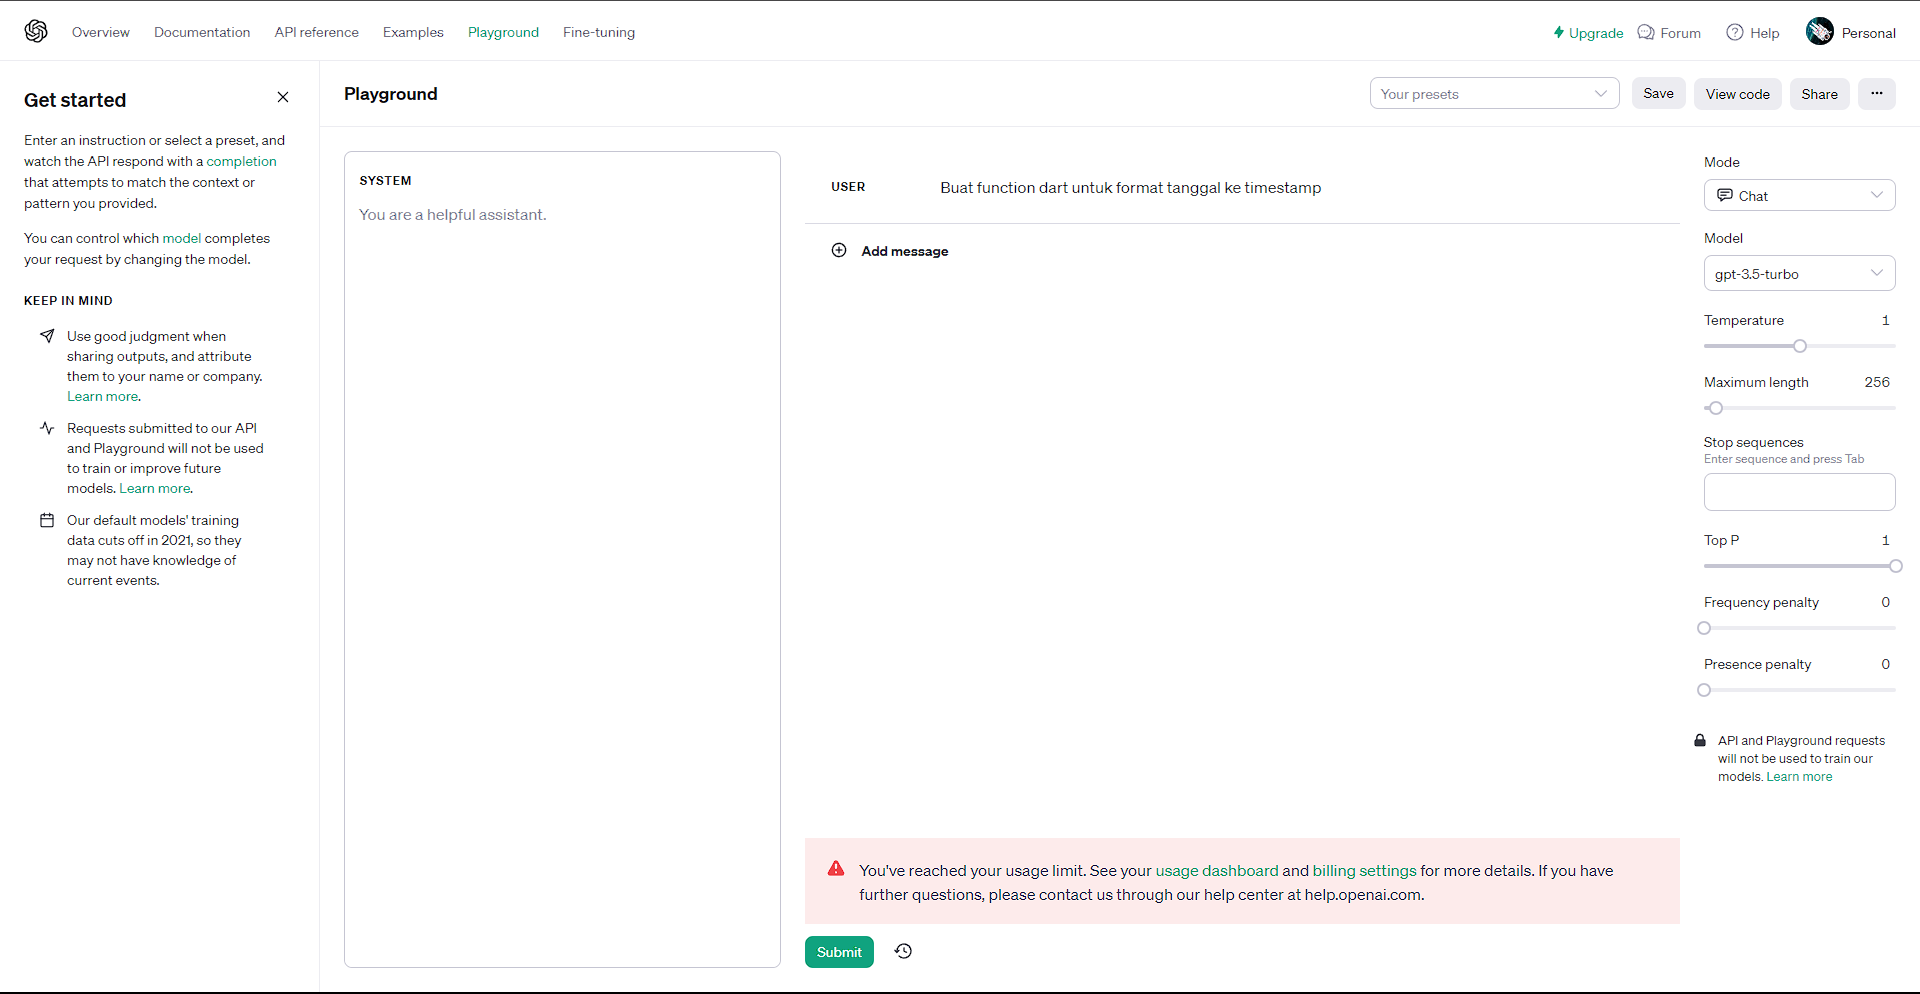 Overview Documentation API reference Examples Playground Fine-tuning
Upgrade Forum Help Personal
Get started
Enter an instruction or select a preset, and
watch the API respond with a completion
that attempts to match the context or
pattern you provided.
You can control which model completes
your request by changing the model.
KEEP IN MIND
Use good judgment when
sharing outputs, and attribute
them to your name or company.
Learn more.
Requests submitted to our API
and Playground will not be used
to train or improve future
models. Learn more.
Our default models' training
data cuts off in 2021, so they
may not have knowledge of
current events.
Playground
Your presets
Save
View code
Share
...
SYSTEM
You are a helpful assistant.
USER
Buat function dart untuk format tanggal ke timestamp
Add message
You've reached your usage limit. See your usage dashboard and billing settings for more details. If you have
further questions, please contact us through our help center at help.openai.com.
Submit
Mode
Chat
Model
gpt-3.5-turbo
Temperature 1
Maximum length 256
Stop sequences
Enter sequence and press Tab
Top P 1
Frequency penalty 0
Presence penalty 0
API and Playground requests
will not be used to train our
models. Learn more